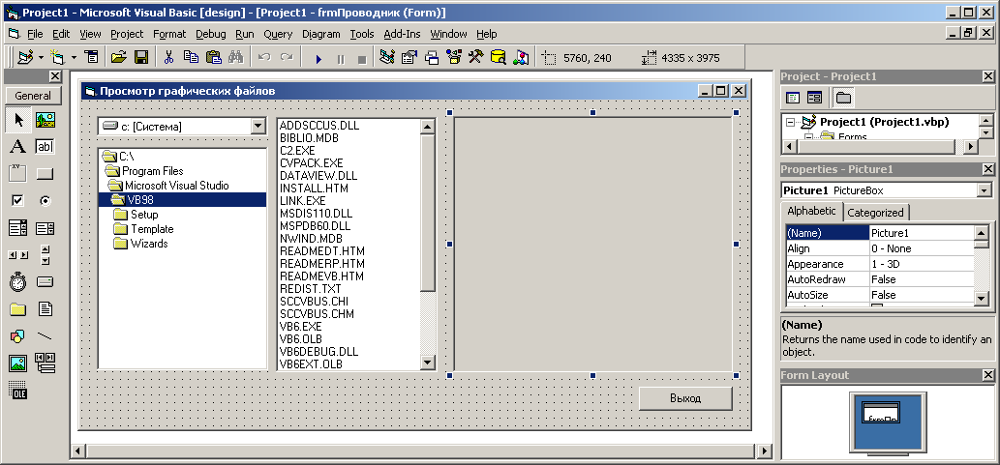 Project1 - Microsoft Visual Basic [design] - [Project1 - frmПроводник (Form)]
File Edit View Project Format Debug Run Query Diagram Tools Add-Ins Window Help
5760, 240 4335 x 3975
General
A
ab|
xy
OLE
Просмотр графических файлов
c: [Система]
C:\
Program Files
Microsoft Visual Studio
VB98
Setup
Template
Wizards
ADDSCCUS.DLL
BIBLIO.MDB
C2.EXE
CVPACK.EXE
DATAVIEW.DLL
INSTALL.HTM
LINK.EXE
MSDIS110.DLL
MSPDB60.DLL
NWIND.MDB
READMEDT.HTM
READMERP.HTM
READMEVB.HTM
REDIST.TXT
SCCVBUS.CHI
SCCVBUS.CHM
VB6.EXE
VB6.OLB
VB6DEBUG.DLL
VB6EXT.OLB
Выход
Project - Project1
Project1 (Project1.vbp)
Forms
Properties - Picture1
Picture1 PictureBox
Alphabetic Categorized
(Name) Picture1
Align 0 - None
Appearance 1 - 3D
AutoRedraw False
AutoSize False
(Name)
Returns the name used in code to identify an
object.
Form Layout
frmПр